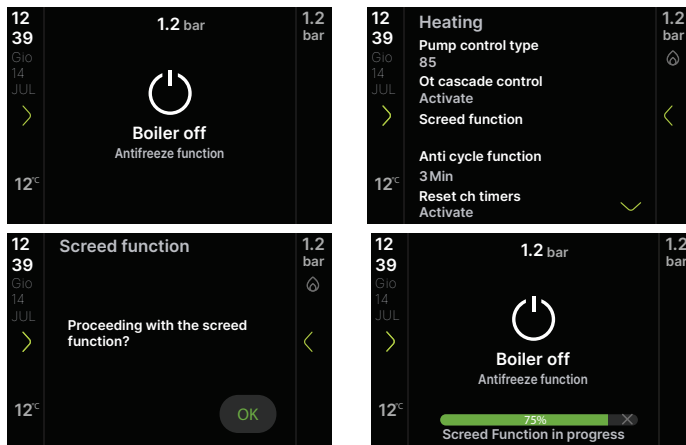 12
39
Gio
14
JUL
12°C
1.2 bar
Boiler off
Antifreeze function
1.2
bar
12
39
Gio
14
JUL
12°C
Heating
Pump control type
85
Ot cascade control
Activate
Screed function
Anti cycle function
3 Min
Reset ch timers
Activate
1.2
bar
12
39
Gio
14
JUL
12°C
Screed function
Proceeding with the screed
function?
OK
1.2
bar
12
39
Gio
14
JUL
12°C
1.2 bar
Boiler off
Antifreeze function
75%
Screed Function in progress
1.2
bar